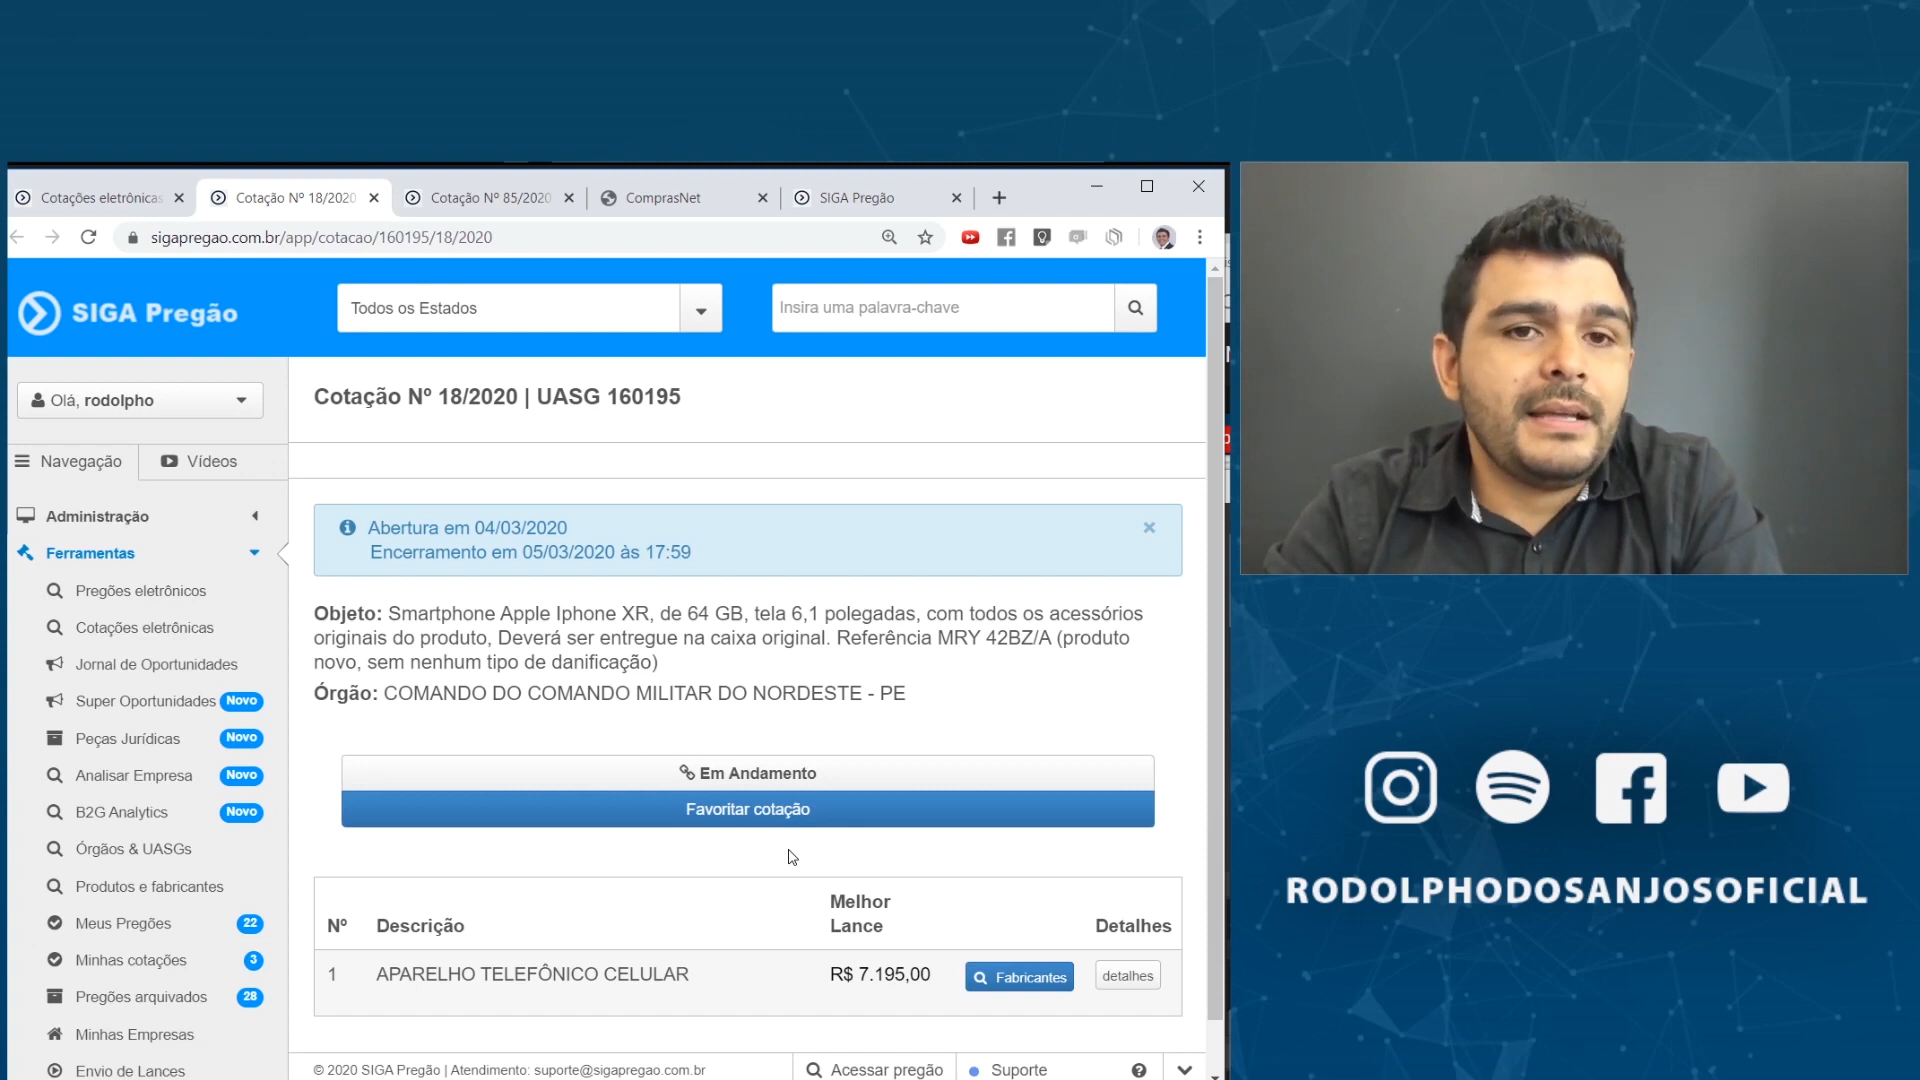 Cotações eletrônicas
Cotação Nº 18/2020
Cotação Nº 85/2020
ComprasNet
SIGA Pregão
sigapregao.com.br/app/cotacao/160195/18/2020
SIGA Pregão
Todos os Estados
Insira uma palavra-chave
Olá, rodolpho
Navegação
Vídeos
Administração
Ferramentas
Pregões eletrônicos
Cotações eletrônicas
Jornal de Oportunidades
Super Oportunidades Novo
Peças Jurídicas Novo
Analisar Empresa Novo
B2G Analytics Novo
Órgãos & UASGs
Produtos e fabricantes
Meus Pregões 22
Minhas cotações 3
Pregões arquivados 28
Minhas Empresas
Envio de Lances
Cotação Nº 18/2020 | UASG 160195
Abertura em 04/03/2020
Encerramento em 05/03/2020 às 17:59
Objeto: Smartphone Apple Iphone XR, de 64 GB, tela 6,1 polegadas, com todos os acessórios
originais do produto, Deverá ser entregue na caixa original. Referência MRY 42BZ/A (produto
novo, sem nenhum tipo de danificação)
Órgão: COMANDO DO COMANDO MILITAR DO NORDESTE - PE
Em Andamento
Favoritar cotação
Nº Descrição Melhor Lance Detalhes
1 APARELHO TELEFÔNICO CELULAR R$ 7.195,00 Fabricantes detalhes
© 2020 SIGA Pregão | Atendimento: suporte@sigapregao.com.br
Acessar pregão
Suporte
RODOLPHODOSANJOSOFICIAL